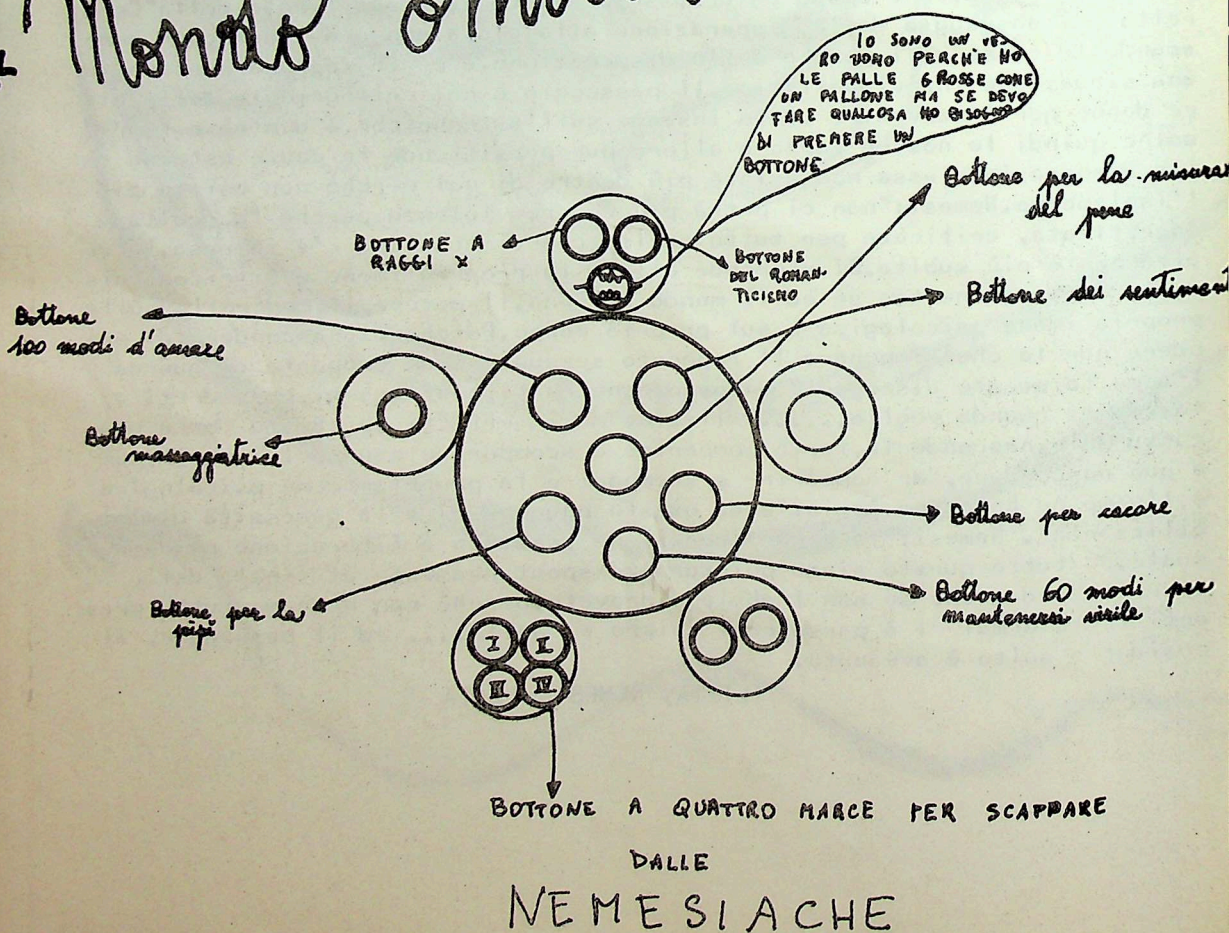 Mondo
IO SONO UN VE-
RO UOMO PERCHÈ HO
LE PALLE GROSSE COME
UN PALLONE MA SE DEVO
FARE QUALCOSA HO BISOGNO
DI PREMERE UN
BOTTONE
Bottone per la misura
del pene
BOTTONE A
RAGGI X
BOTTONE
DEL ROMAN-
TICISMO
Bottone dei sentiment
Bottone
100 modi d'amare
Bottone
massaggiatrice
Bottone per cacare
Bottone 60 modi per
mantenersi virile
Bottone per la
pipì
I II
III IV
BOTTONE A QUATTRO MARCE PER SCAPPARE
DALLE
NEMESIACHE